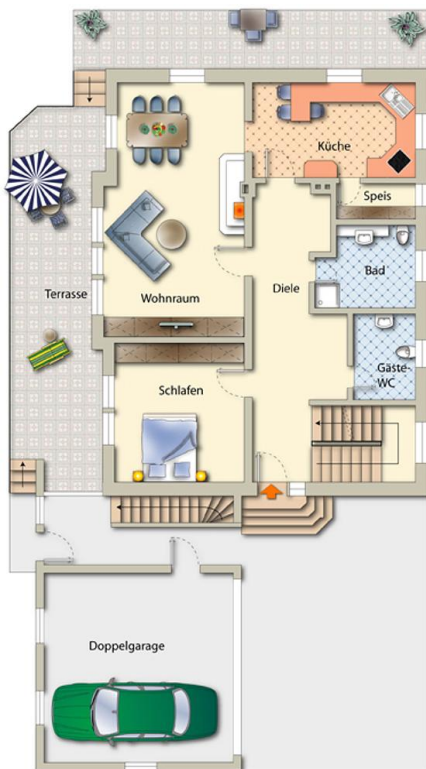 Küche
Speis
Bad
Terrasse
Wohnraum
Diele
Gäste-
WC
Schlafen
Doppelgarage